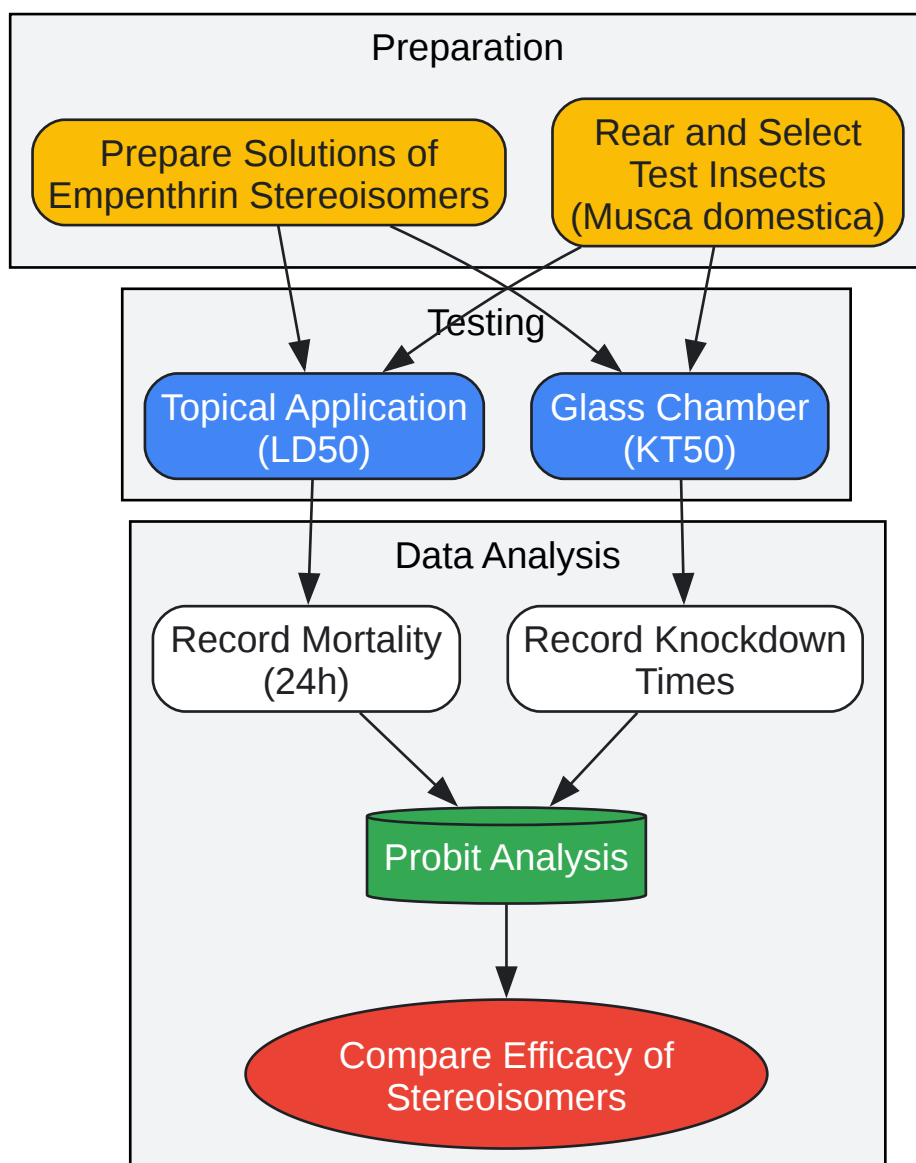 Preparation
Prepare Solutions of
Empenthrin Stereoisomers
Rear and Select
Test Insects
(Musca domestica)
Testing
Topical Application
(LD50)
Glass Chamber
(KT50)
Data Analysis
Record Mortality
(24h)
Record Knockdown
Times
Probit Analysis
Compare Efficacy of
Stereoisomers